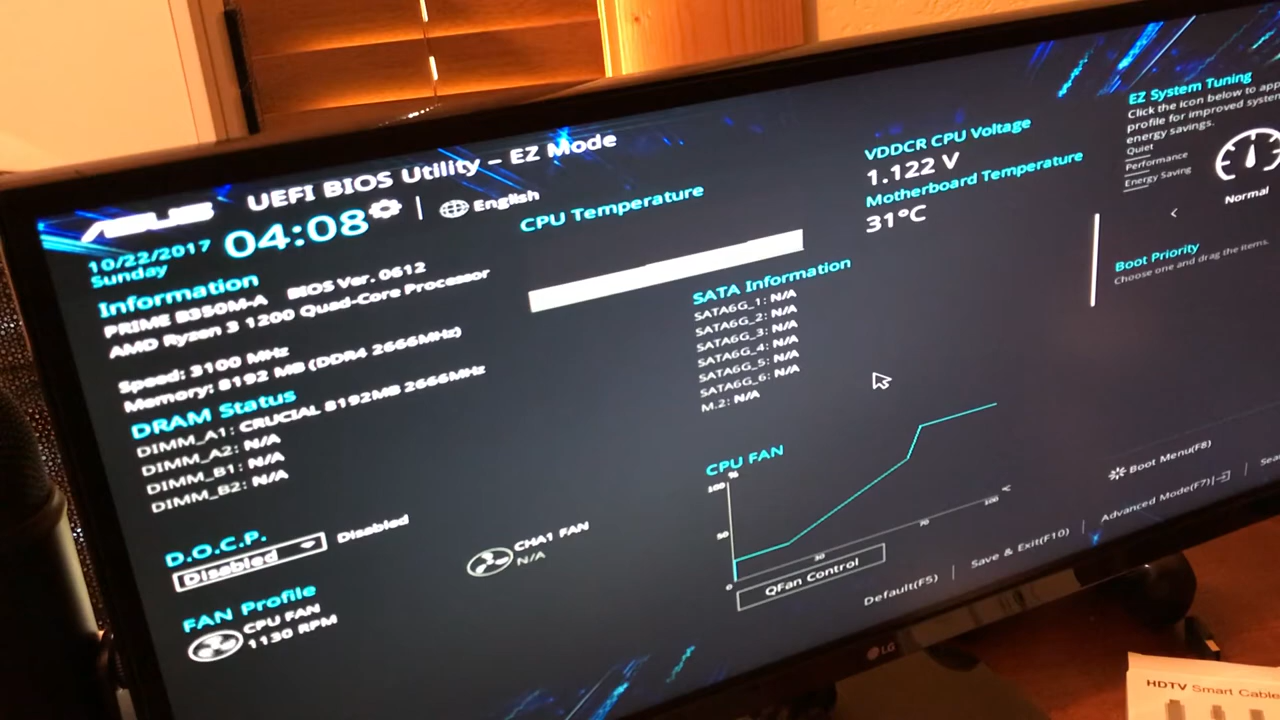 ASUS UEFI BIOS Utility – EZ Mode
10/22/2017
Sunday
04:08
English
Information
PRIME B350M-A BIOS Ver. 0612
AMD Ryzen 3 1200 Quad-Core Processor
Speed: 3100 MHz
Memory: 8192 MB (DDR4 2666MHz)
DRAM Status
DIMM_A1: CRUCIAL 8192MB 2666MHz
DIMM_A2: N/A
DIMM_B1: N/A
DIMM_B2: N/A
D.O.C.P.
Disabled Disabled
FAN Profile
CPU FAN
1130 RPM
CHA1 FAN
N/A
CPU Temperature
SATA Information
SATA6G_1: N/A
SATA6G_2: N/A
SATA6G_3: N/A
SATA6G_4: N/A
SATA6G_5: N/A
SATA6G_6: N/A
M.2: N/A
CPU FAN
%
100
50
0
30
70
100
°C
QFan Control
VDDCR CPU Voltage
1.122 V
Motherboard Temperature
31°C
EZ System Tuning
Click the icon below to
profile for improved
energy savings.
Quiet
Performance
Energy Saving
Normal
Boot Priority
Choose one and drag the items.
Boot Menu(F8)
Default(F5)
Save & Exit(F10)
Advanced Mode(F7)
LG
HDTV Smart Cable